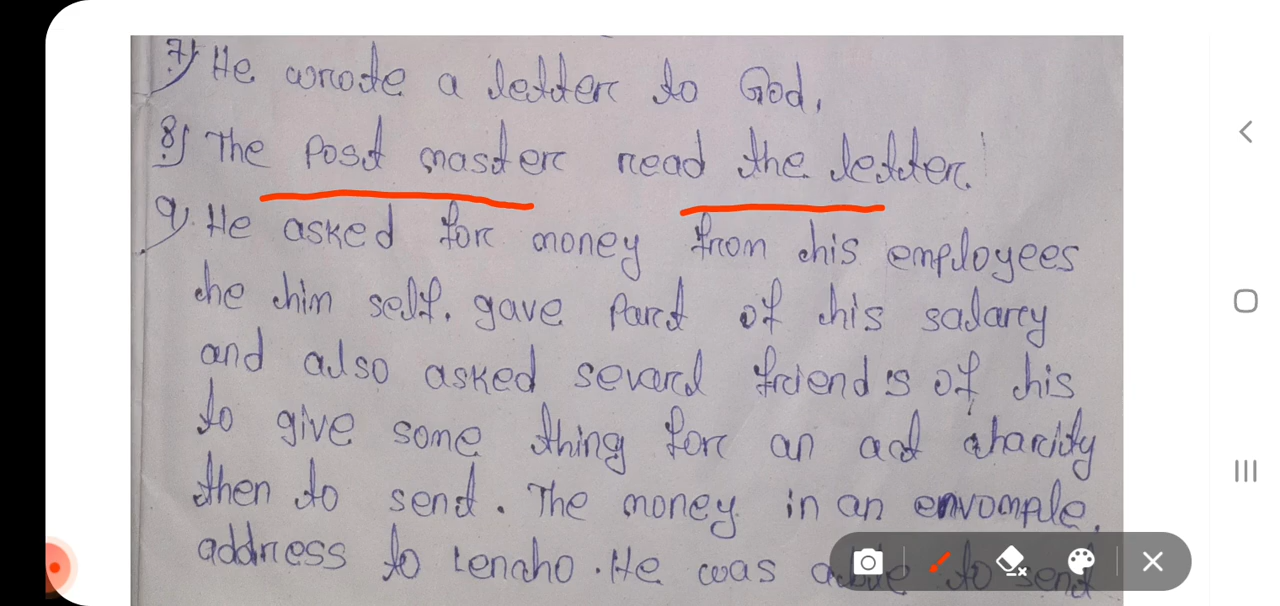 7) He wrote a letter to God.
8) The Post master read the letter.
9. He asked for money from his employees
he him self. gave Part of his salary
and also asked severd friend's of his
to give some thing for an act charity
then to send. The money in an envomple.
address to Lencho. He was able to send